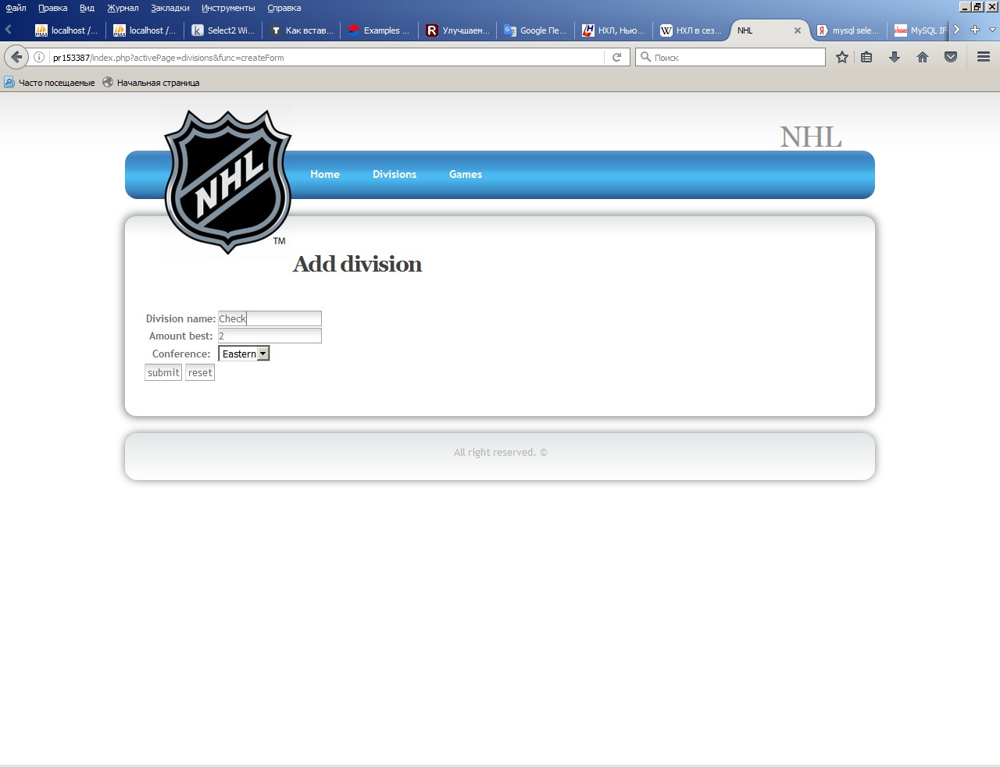 Файл Правка Вид Журнал Закладки Инструменты Справка
localhost /... localhost /... Select2 Wi... Как встав... Examples ... Улучшаем... Google Пе... НХЛ, Нью... НХЛ в сез... NHL mysql sele... MySQL IF
pr153387/index.php?activePage=divisions&func=createForm
Поиск
Часто посещаемые Начальная страница
NHL
NHL
TM
Home Divisions Games
Add division
Division name: Check
Amount best: 2
Conference: Eastern
submit reset
All right reserved. ©